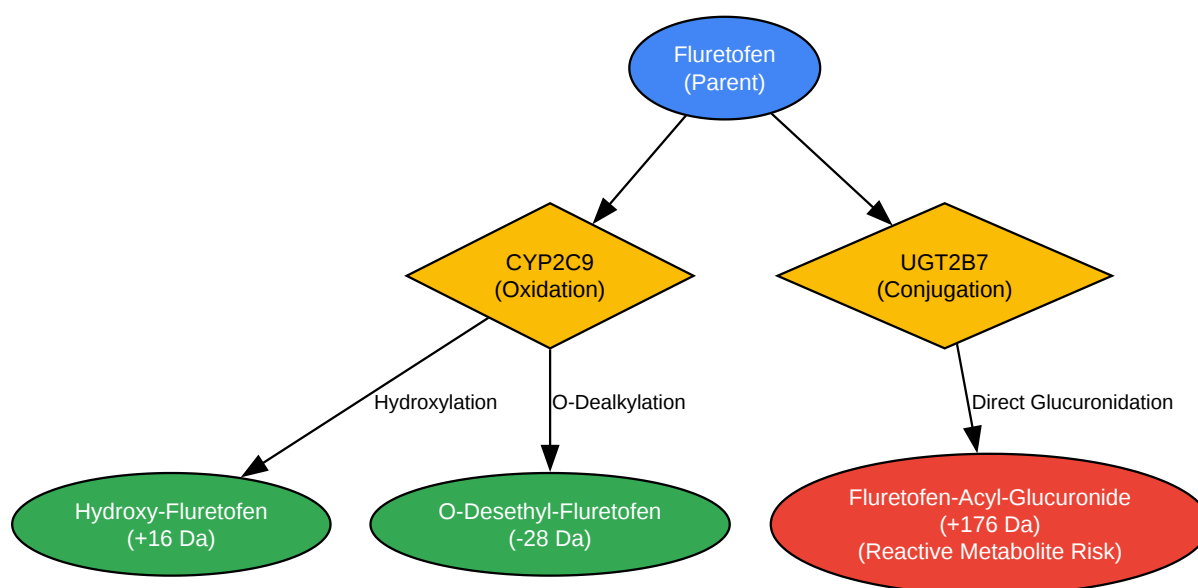 Fluretofen
(Parent)
CYP2C9
(Oxidation)
UGT2B7
(Conjugation)
Hydroxylation
O-Dealkylation
Direct Glucuronidation
Hydroxy-Fluretofen
(+16 Da)
O-Desethyl-Fluretofen
(-28 Da)
Fluretofen-Acyl-Glucuronide
(+176 Da)
(Reactive Metabolite Risk)